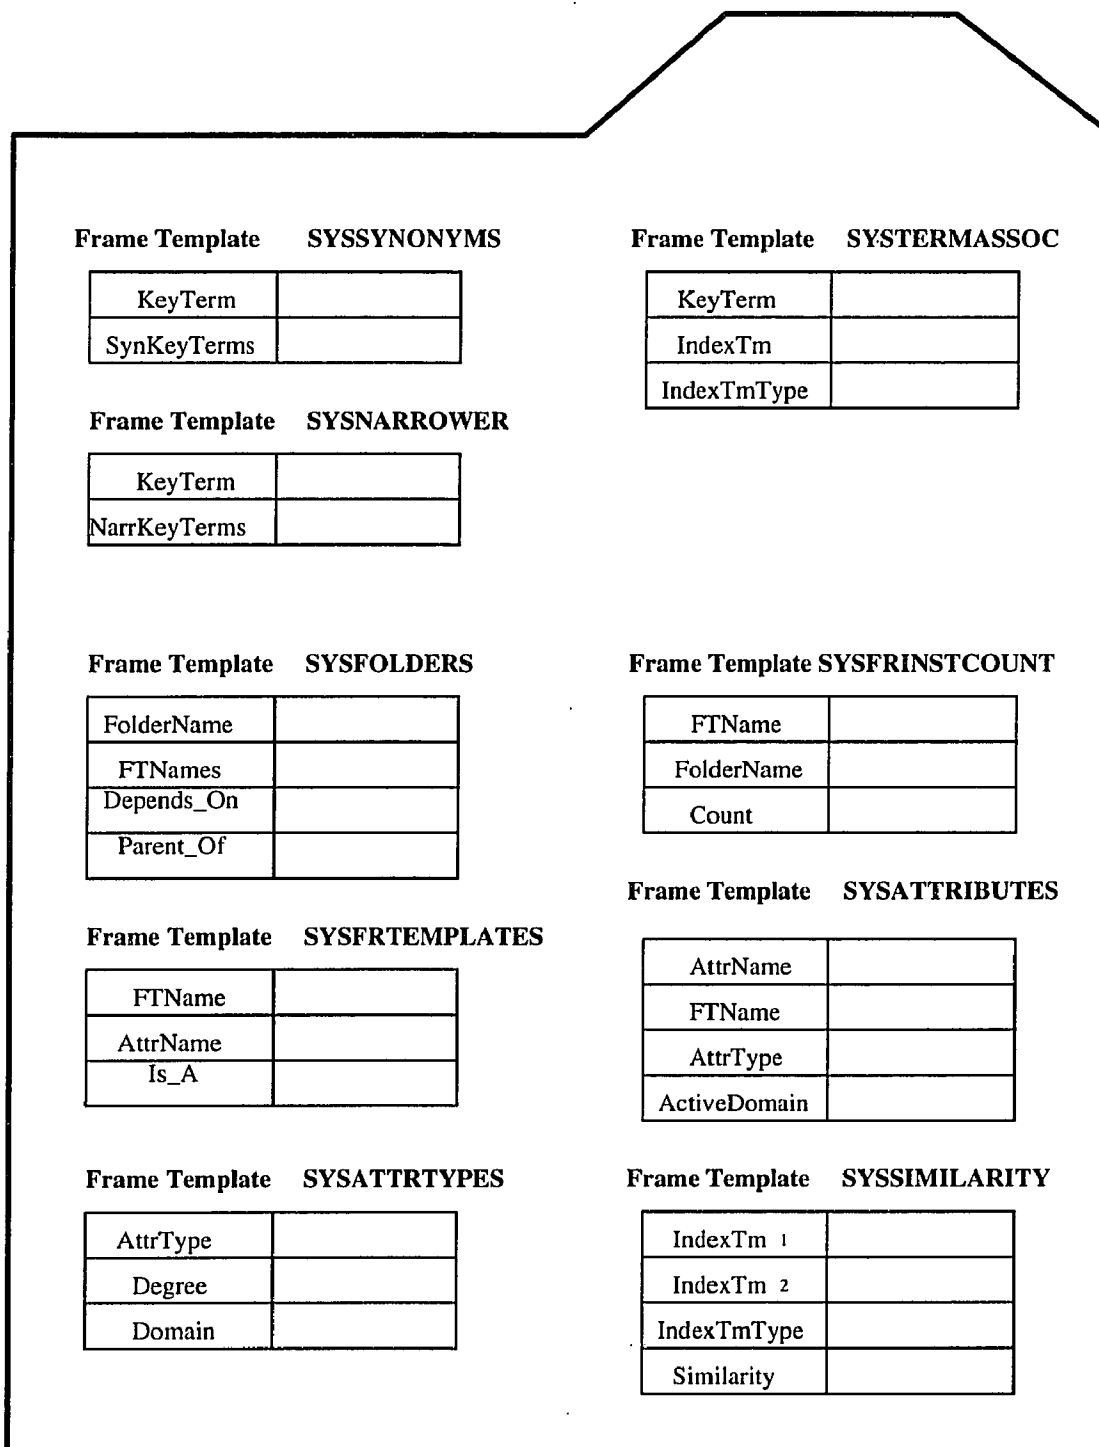 Frame Template SYSSYNONYMS
KeyTerm
SynKeyTerms
Frame Template SYSTERMASSOC
KeyTerm
IndexTm
IndexTmType
Frame Template SYSNARROWER
KeyTerm
NarrKeyTerms
Frame Template SYSFOLDERS
FolderName
FTNames
Depends_On
Parent_Of
Frame Template SYSFRINSTCOUNT
FTName
FolderName
Count
Frame Template SYSFRTEMPLATES
FTName
AttrName
Is_A
Frame Template SYSATTRIBUTES
AttrName
FTName
AttrType
ActiveDomain
Frame Template SYSATTRTYPES
AttrType
Degree
Domain
Frame Template SYSSIMILARITY
IndexTm 1
IndexTm 2
IndexTmType
Similarity